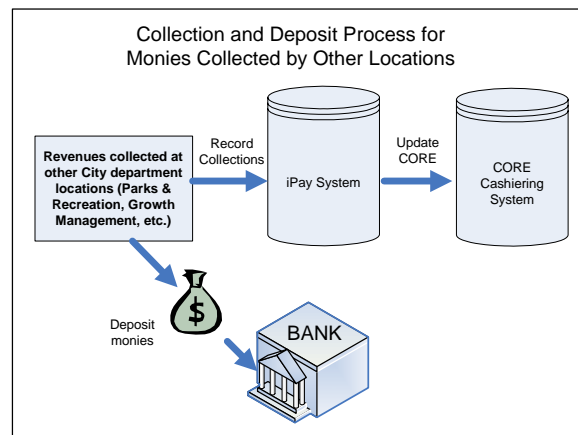 Collection and Deposit Process for
Monies Collected by Other Locations
Revenues collected at
other City department
locations (Parks &
Recreation, Growth
Management, etc.)
Record
Collections
iPay System
Update
CORE
CORE
Cashiering
System
Deposit
monies
$
BANK